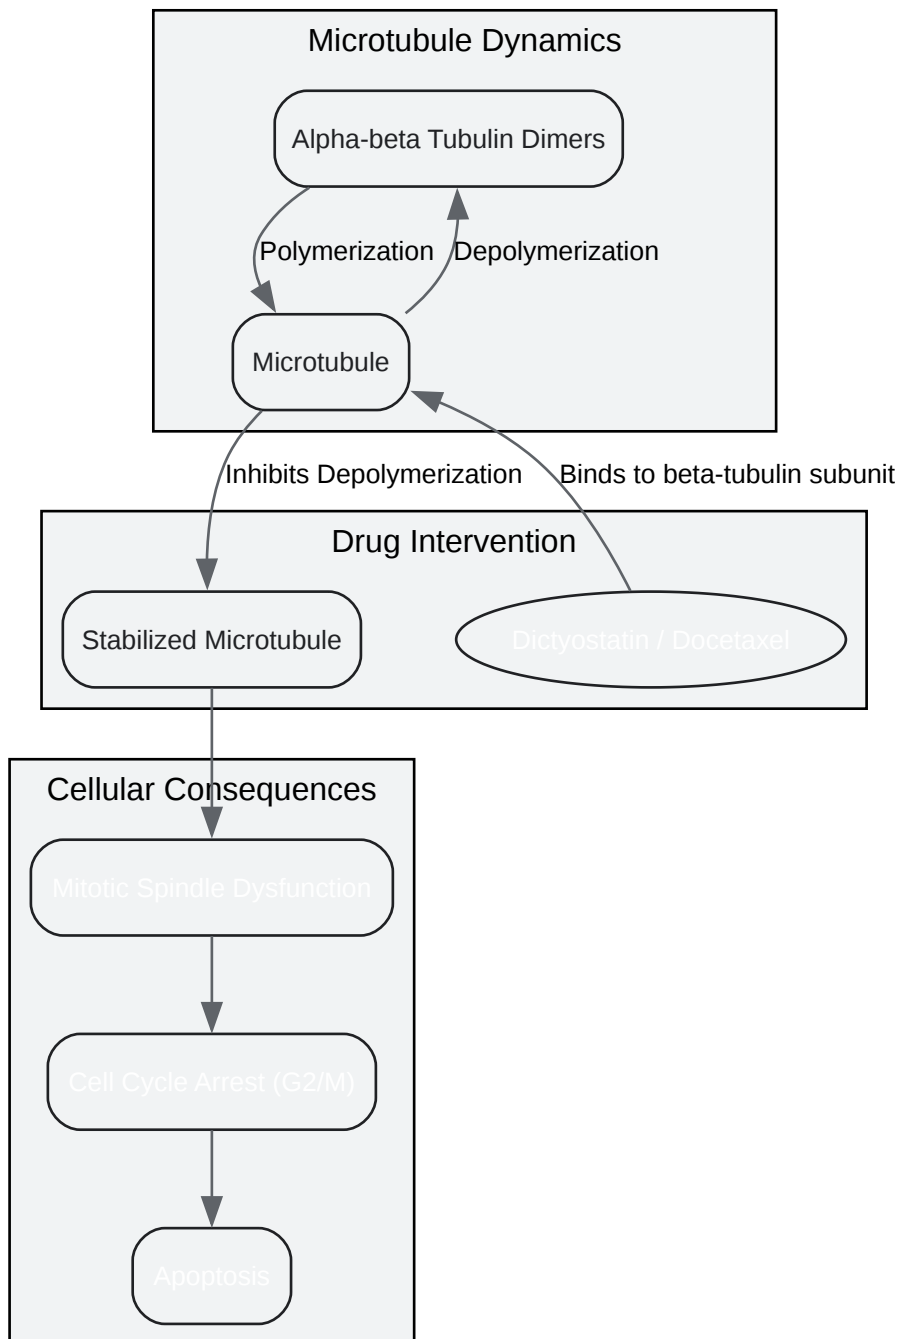 Microtubule Dynamics
Alpha-beta Tubulin Dimers
Polymerization
Depolymerization
Microtubule
Inhibits Depolymerization
Binds to beta-tubulin subunit
Drug Intervention
Stabilized Microtubule
Dictyostatin / Docetaxel
Cellular Consequences
Mitotic Spindle Dysfunction
Cell Cycle Arrest (G2/M)
Apoptosis